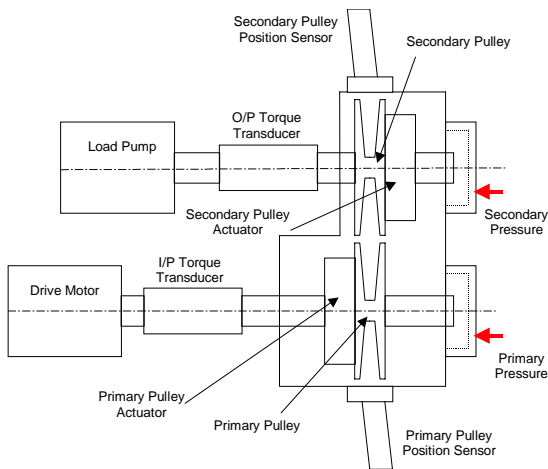 Secondary Pulley
Position Sensor
Secondary Pulley
O/P Torque
Transducer
Load Pump
Secondary Pulley
Actuator
Secondary
Pressure
I/P Torque
Transducer
Drive Motor
Primary Pulley
Actuator
Primary Pulley
Primary
Pressure
Primary Pulley
Position Sensor